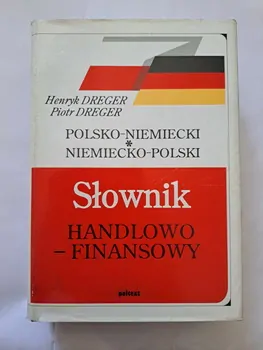 Henryk DREGER
Piotr DREGER
POLSKO-NIEMIECKI
*
NIEMIECKO-POLSKI
Słownik
HANDLOWO
– FINANSOWY
poltext